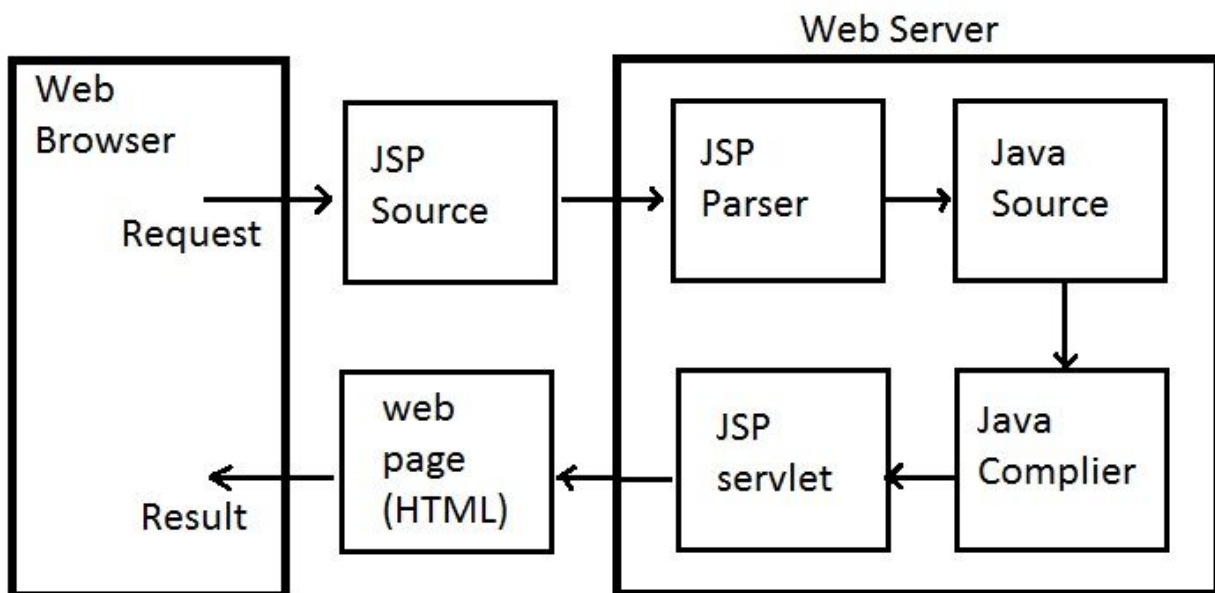 Web Server
Web
Browser
Request
JSP
Source
JSP
Parser
Java
Source
Java
Complier
JSP
servlet
web
page
(HTML)
Result